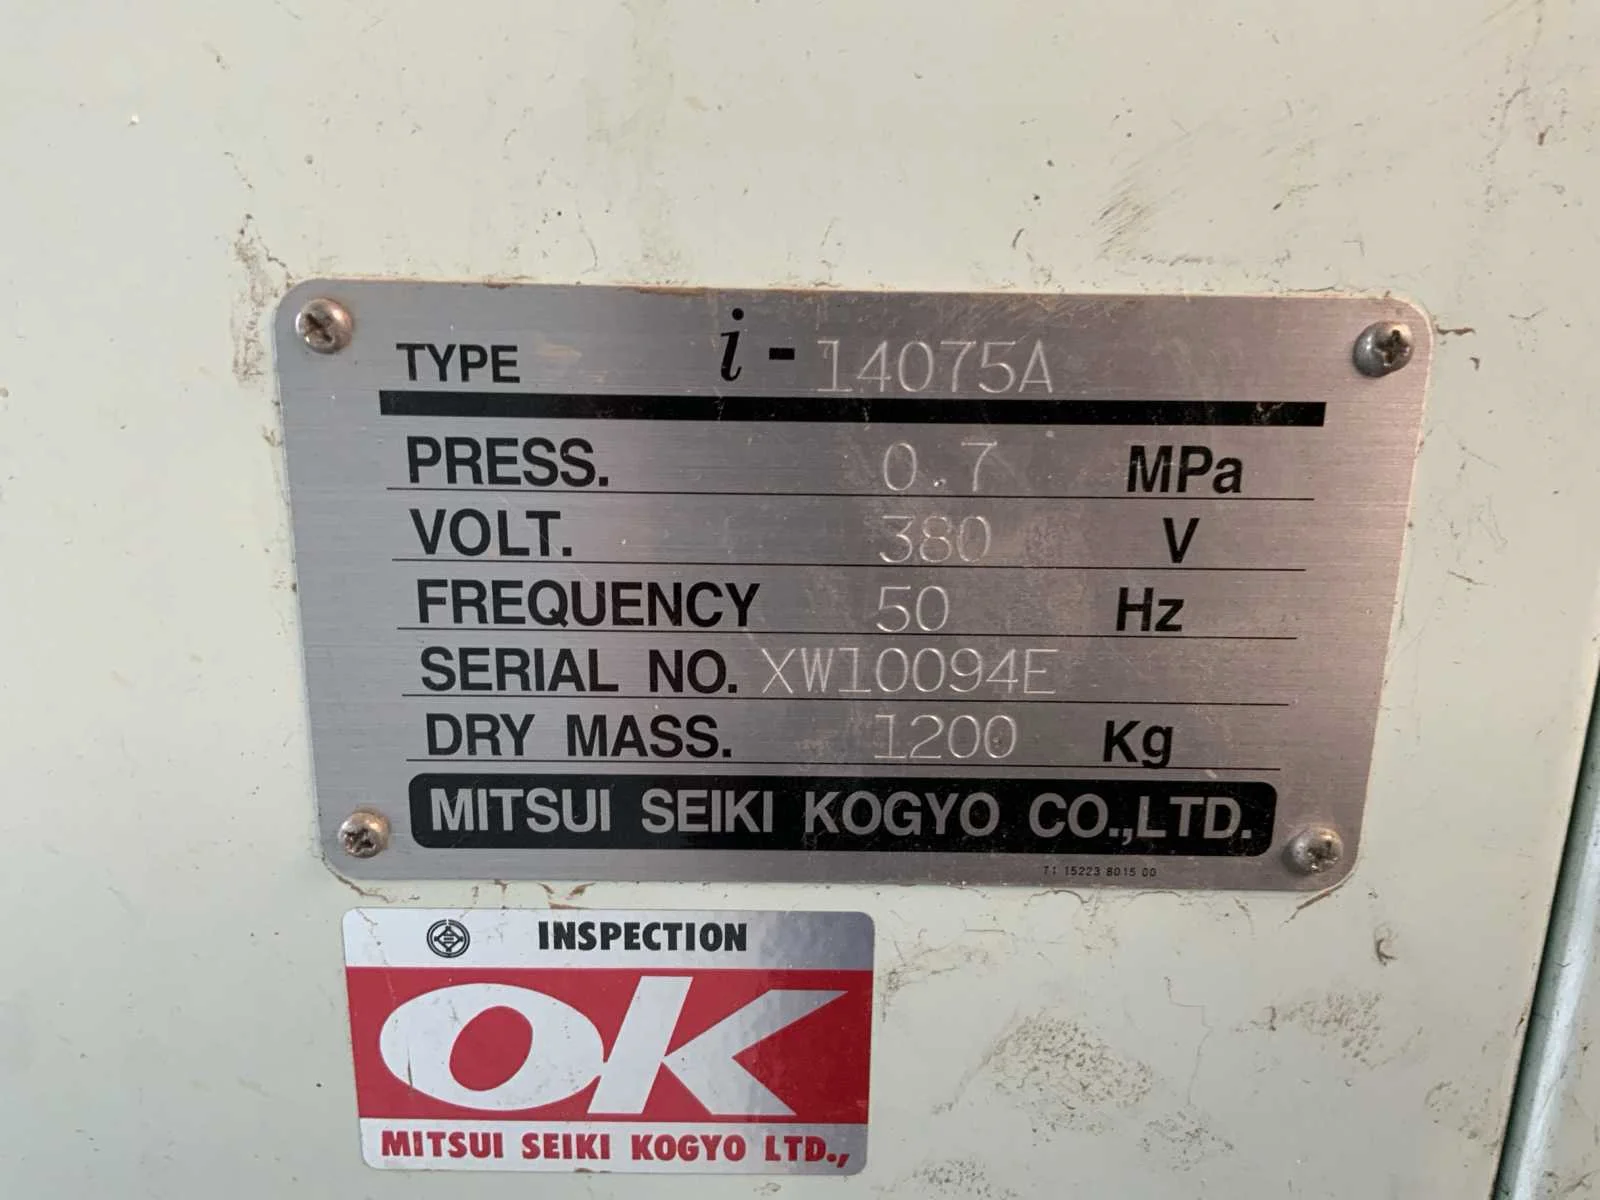 TYPE i-14075A
PRESS. 0.7 MPa
VOLT. 380 V
FREQUENCY 50 Hz
SERIAL NO. XW10094E
DRY MASS. 1200 Kg
MITSUI SEIKI KOGYO CO.,LTD.
71 15223 8015 00
INSPECTION
OK
MITSUI SEIKI KOGYO LTD.,